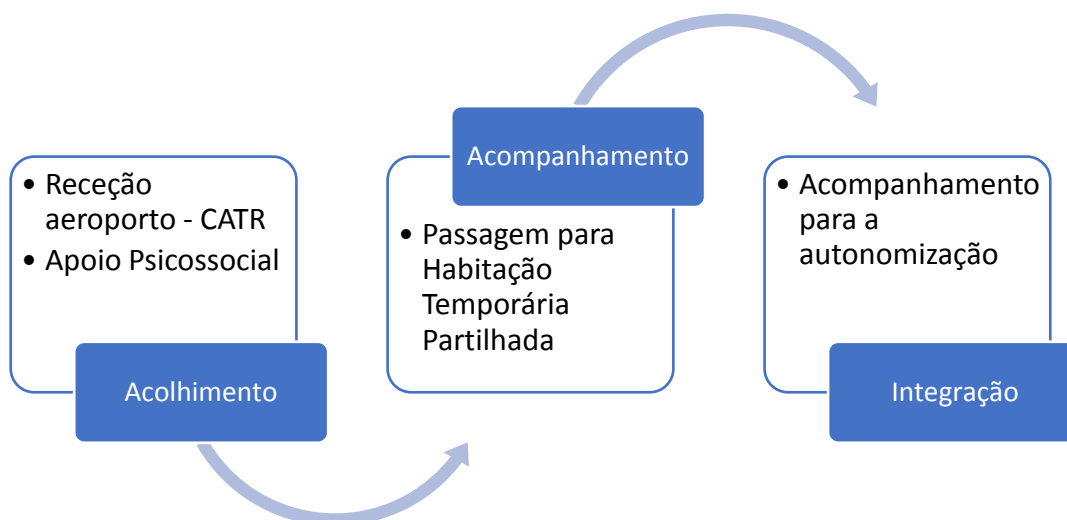 • Receção
aeroporto - CATR
• Apoio Psicossocial
Acolhimento
Acompanhamento
• Passagem para
Habitação
Temporária
Partilhada
• Acompanhamento
para a
autonomização
Integração